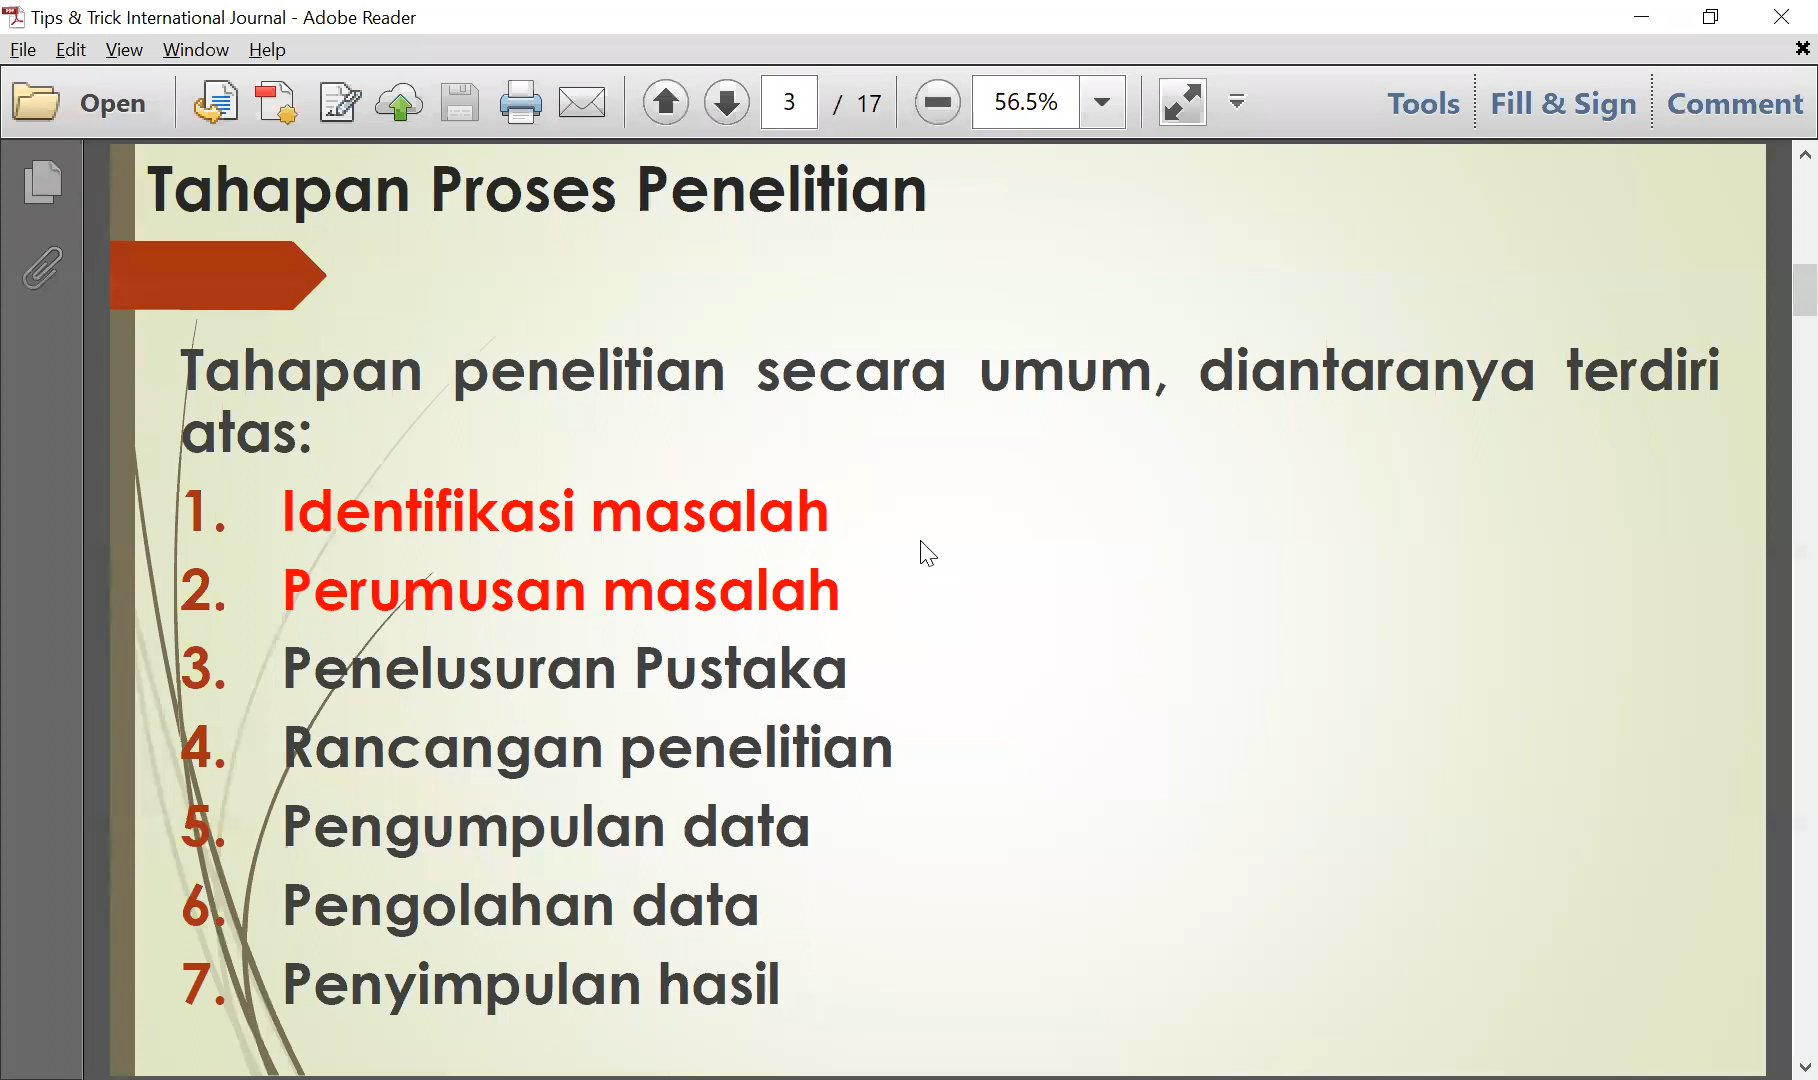 Tips & Trick International Journal - Adobe Reader
File Edit View Window Help
Open 3 / 17 56.5% Tools Fill & Sign Comment
Tahapan Proses Penelitian
Tahapan penelitian secara umum, diantaranya terdiri
atas:
1. Identifikasi masalah
2. Perumusan masalah
3. Penelusuran Pustaka
4. Rancangan penelitian
5. Pengumpulan data
6. Pengolahan data
7. Penyimpulan hasil